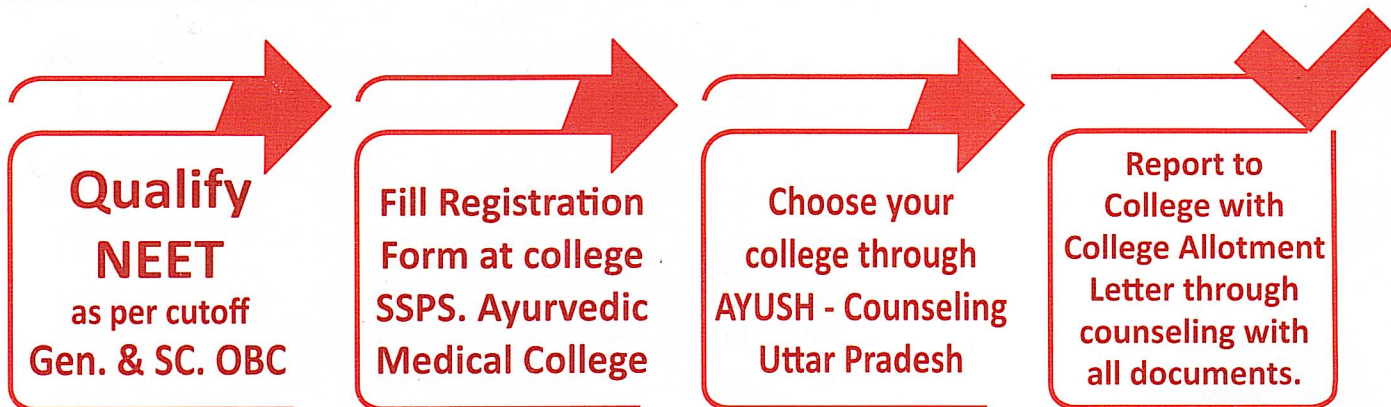 Qualify
NEET
as per cutoff
Gen. & SC. OBC
Fill Registration
Form at college
SSPS. Ayurvedic
Medical College
Choose your
college through
AYUSH - Counseling
Uttar Pradesh
Report to
College with
College Allotment
Letter through
counseling with
all documents.